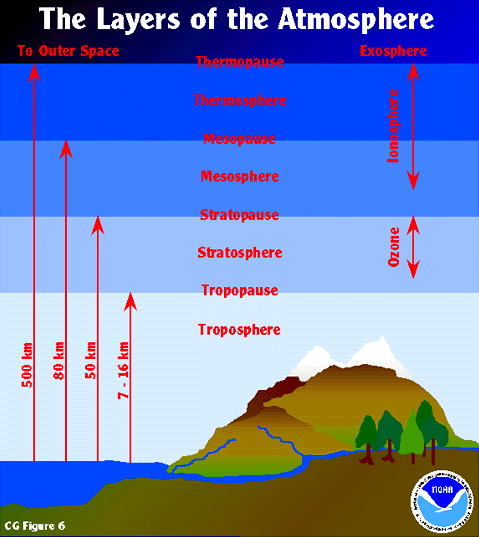 The Layers of the Atmosphere
To Outer Space
Exosphere
Thermopause
Thermosphere
Ionosphere
Mesopause
Mesosphere
Stratopause
Stratosphere
Ozone
Tropopause
Troposphere
500 km
80 km
50 km
7 - 16 km
NOAA
CG Figure 6